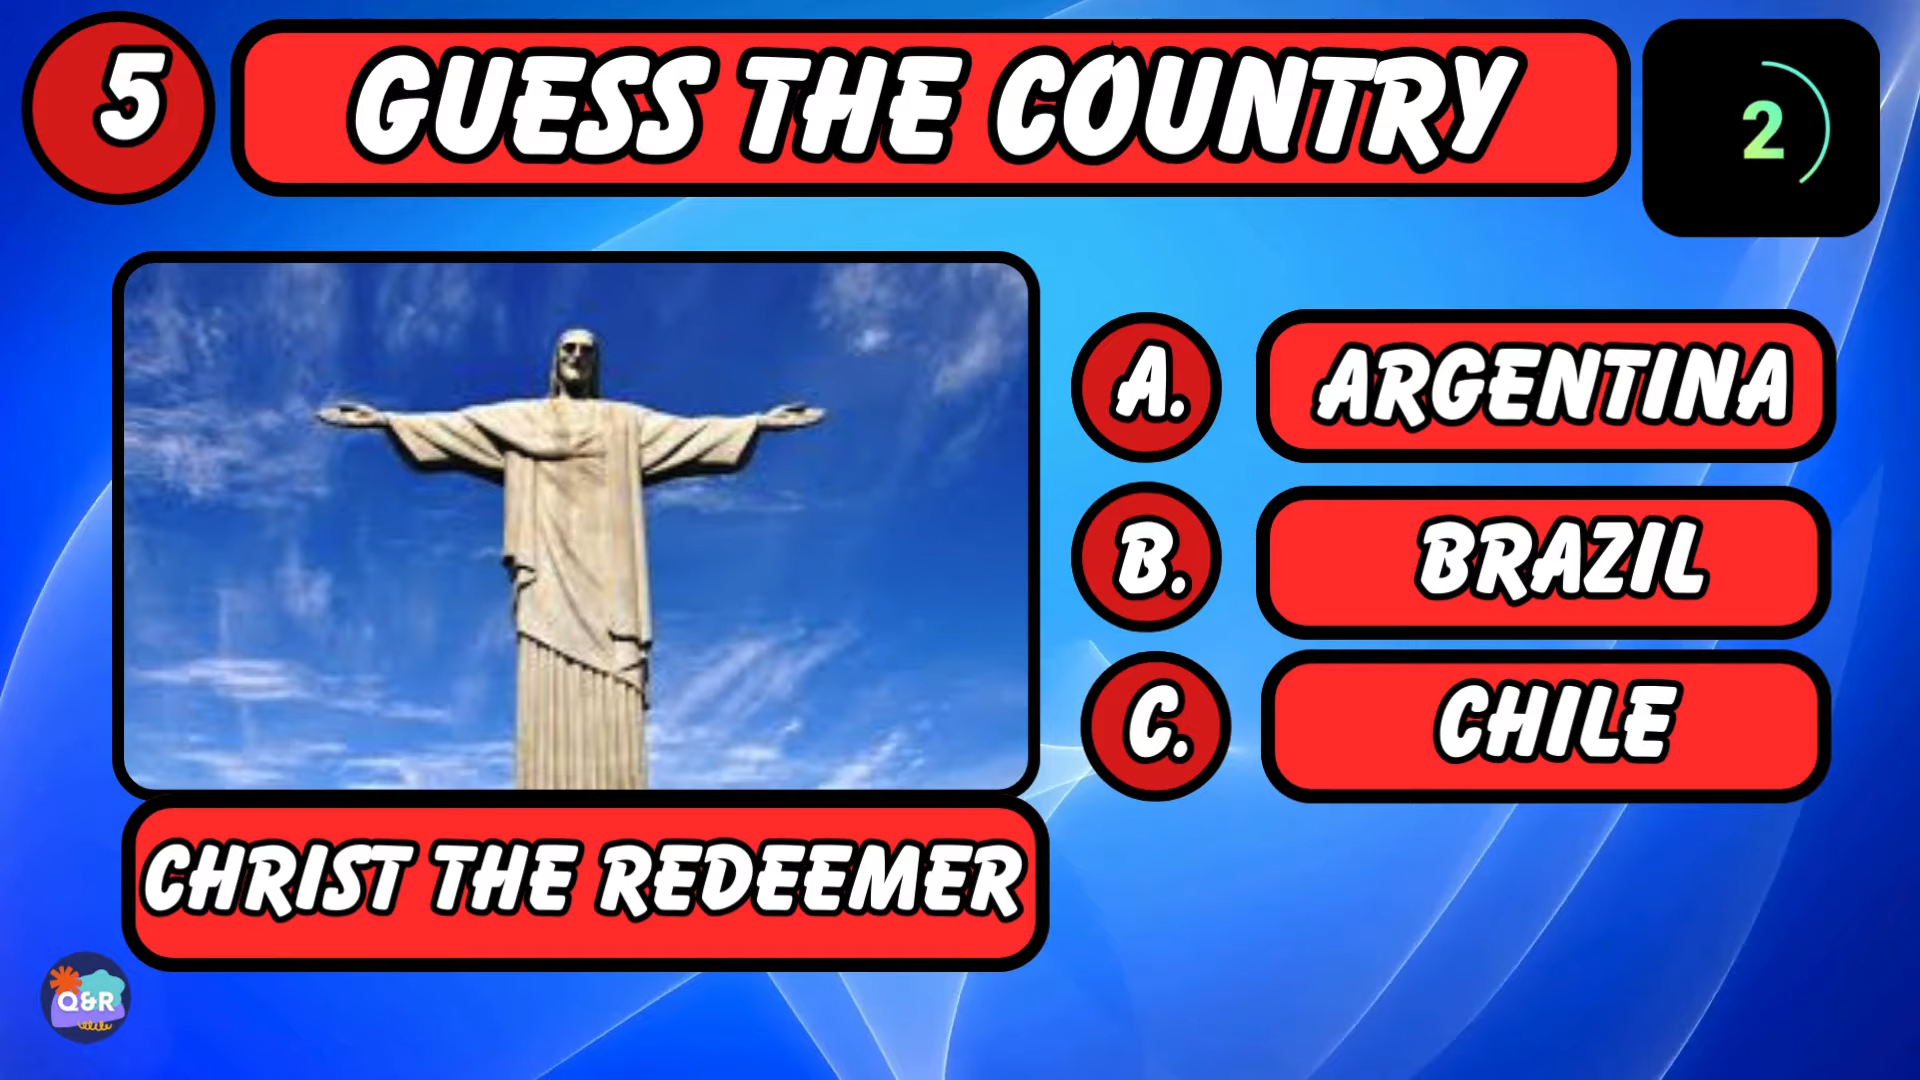 5
GUESS THE COUNTRY
2
A. ARGENTINA
B. BRAZIL
C. CHILE
CHRIST THE REDEEMER
Q&R